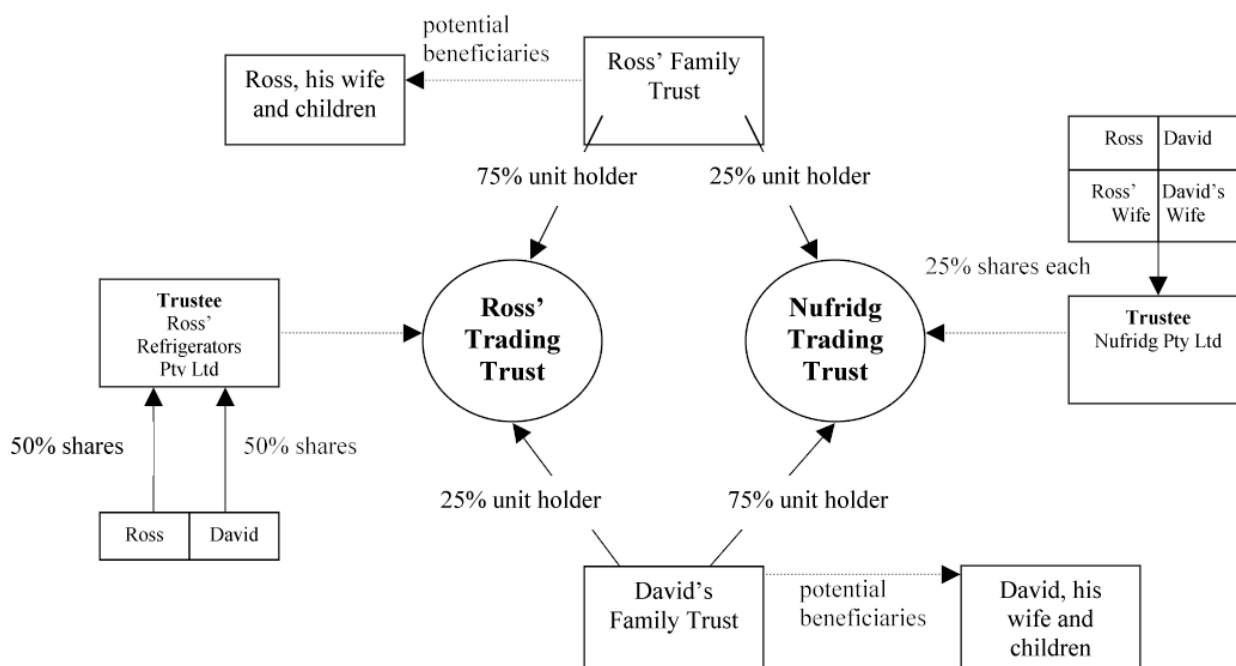 potential
beneficiaries
Ross' Family
Trust
Ross, his wife
and children
75% unit holder
25% unit holder
Ross
David
Ross'
Wife
David's
Wife
25% shares each
Trustee
Ross'
Refrigerators
Ptv Ltd
Ross'
Trading
Trust
Nufridg
Trading
Trust
Trustee
Nufridg Pty Ltd
50% shares
50% shares
25% unit holder
75% unit holder
Ross
David
David's
Family Trust
potential
beneficiaries
David, his
wife and
children